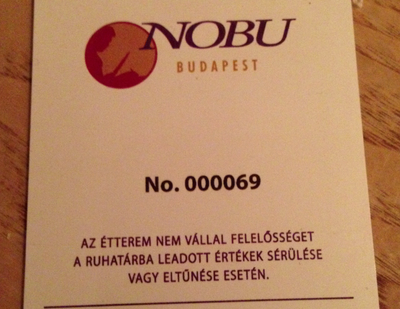 NOBU
BUDAPEST
No. 000069
AZ ÉTTEREM NEM VÁLLAL FELELŐSSÉGET
A RUHATÁRBA LEADOTT ÉRTÉKEK SÉRÜLÉSE
VAGY ELTŰNÉSE ESETÉN.